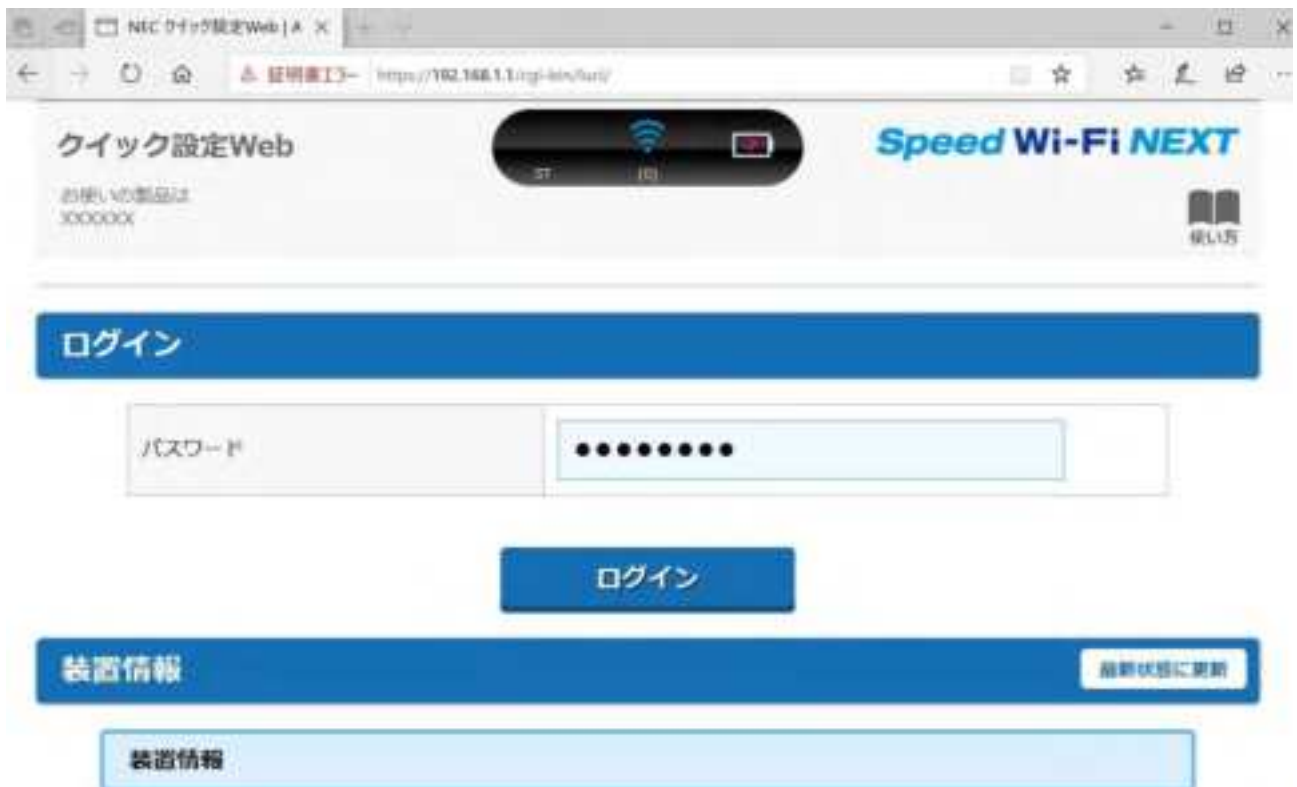 NEC クイック設定Web | A
証明書エラー https://192.168.1.1/cgi-bin/luci/
クイック設定Web
Speed Wi-Fi NEXT
お使いの製品は
XXXXXXX
使い方
ST
ログイン
パスワード
ログイン
装置情報
最新状態に更新
装置情報